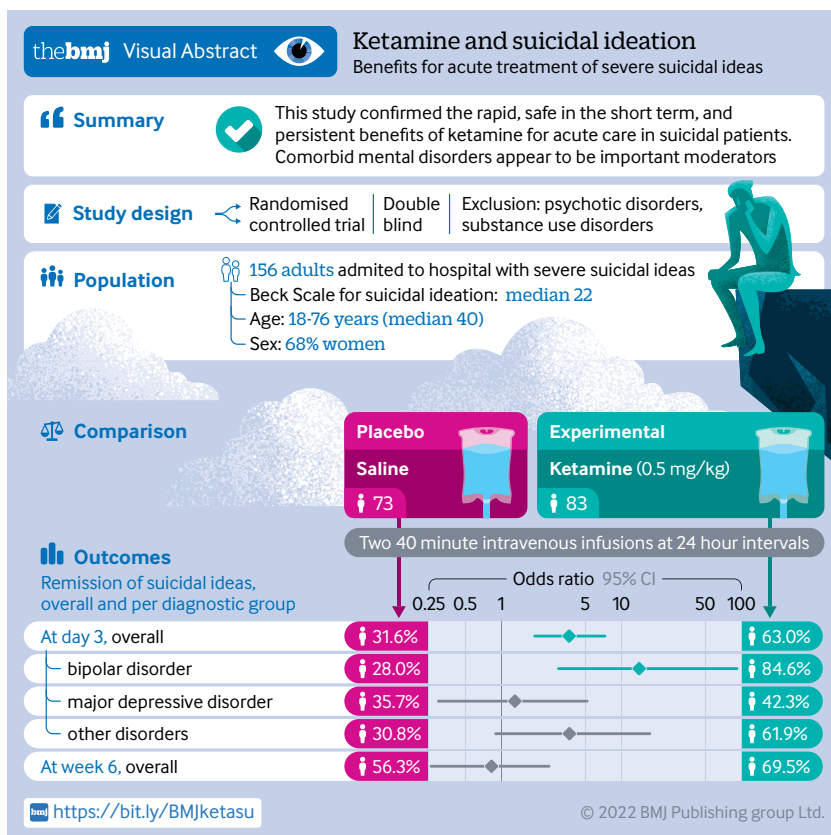 thebmj Visual Abstract
Ketamine and suicidal ideation
Benefits for acute treatment of severe suicidal ideas
Summary
This study confirmed the rapid, safe in the short term, and
persistent benefits of ketamine for acute care in suicidal patients.
Comorbid mental disorders appear to be important moderators
Study design
Randomised
controlled trial
Double
blind
Exclusion: psychotic disorders,
substance use disorders
Population
156 adults admited to hospital with severe suicidal ideas
Beck Scale for suicidal ideation: median 22
Age: 18-76 years (median 40)
Sex: 68% women
Comparison
Placebo
Saline
73
Experimental
Ketamine (0.5 mg/kg)
83
Two 40 minute intravenous infusions at 24 hour intervals
Outcomes
Remission of suicidal ideas,
overall and per diagnostic group
Odds ratio 95% CI
0.25 0.5 1 5 10 50 100
At day 3, overall 31.6% 63.0%
bipolar disorder 28.0% 84.6%
major depressive disorder 35.7% 42.3%
other disorders 30.8% 61.9%
At week 6, overall 56.3% 69.5%
bmj https://bit.ly/BMJketasu
© 2022 BMJ Publishing group Ltd.